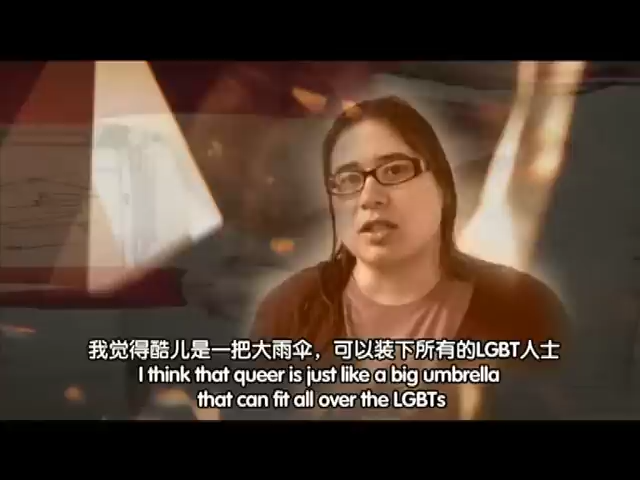 我觉得酷儿是一把大雨伞，可以装下所有的LGBT人士
I think that queer is just like a big umbrella
that can fit all over the LGBTs